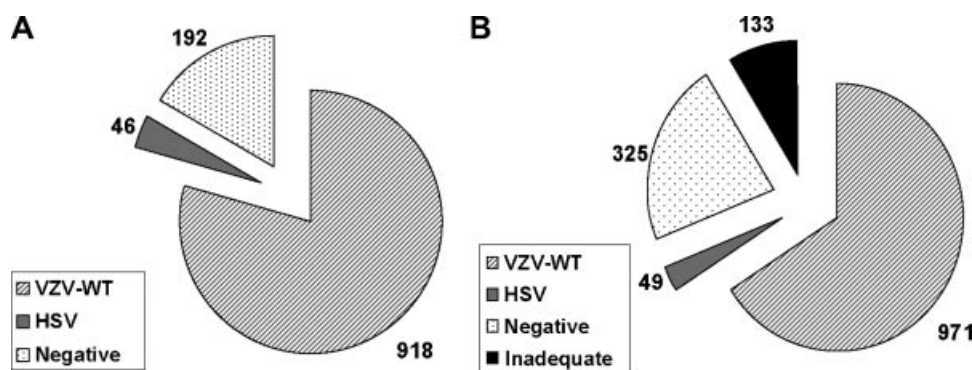 A
192
46
918
VZV-WT
HSV
Negative
B
133
325
49
971
VZV-WT
HSV
Negative
Inadequate